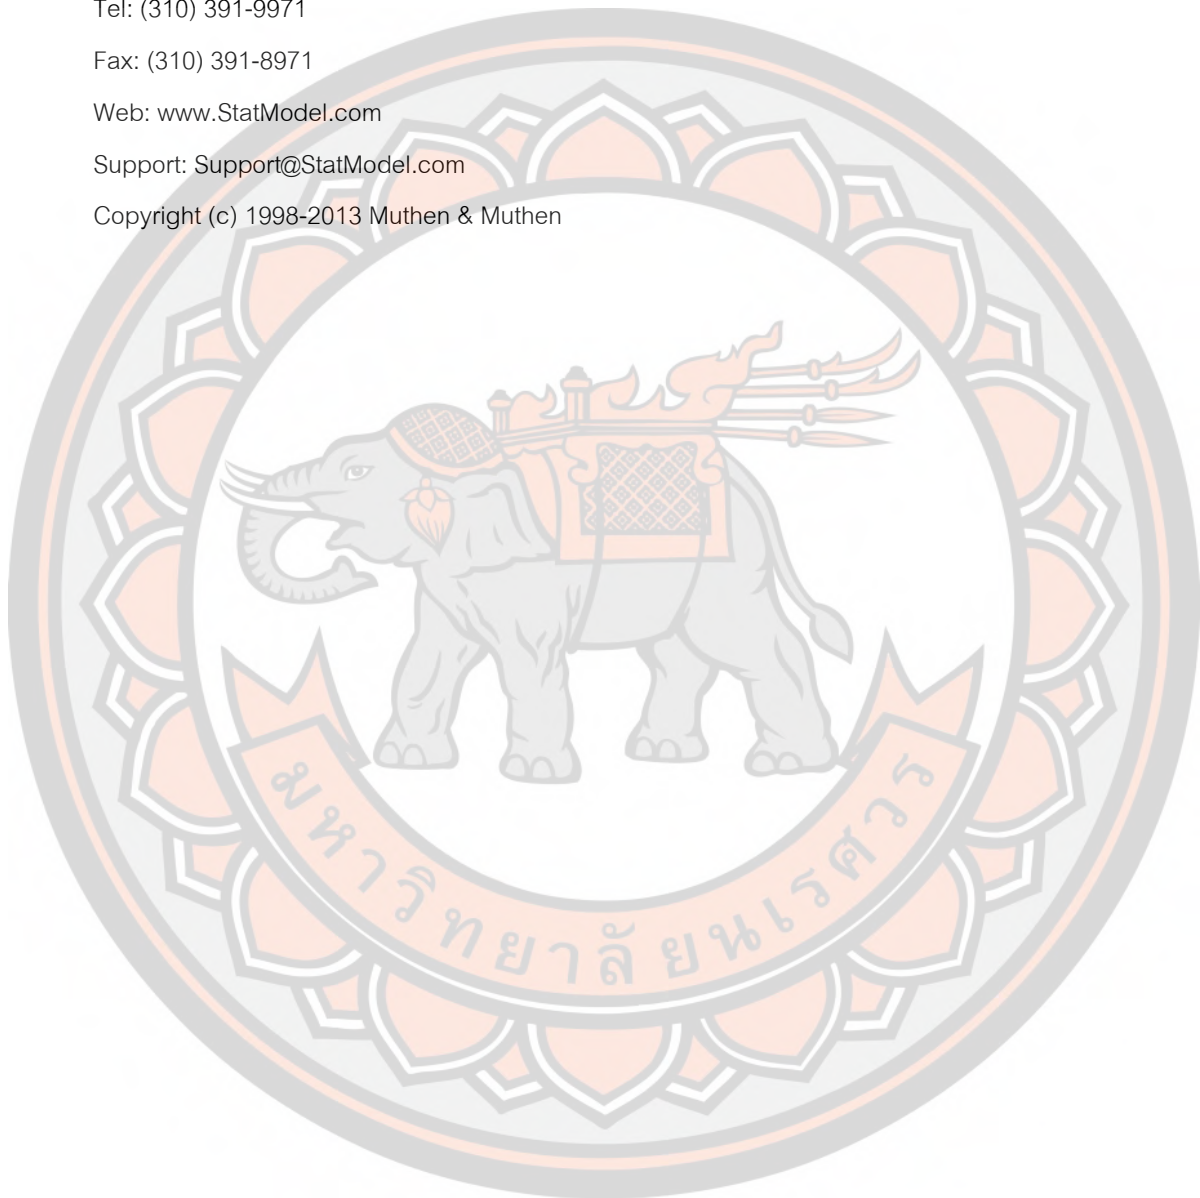 Tel: (310) 391-9971
Fax: (310) 391-8971
Web: www.StatModel.com
Support: Support@StatModel.com
Copyright (c) 1998-2013 Muthen & Muthen
มหาวิทยาลัยนเรศวร